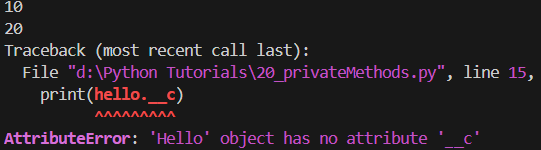 10
20
Traceback (most recent call last):
  File "d:\Python Tutorials\20_privateMethods.py", line 15,
    print(hello.__c)
          ^^^^^^^^^
AttributeError: 'Hello' object has no attribute '__c'